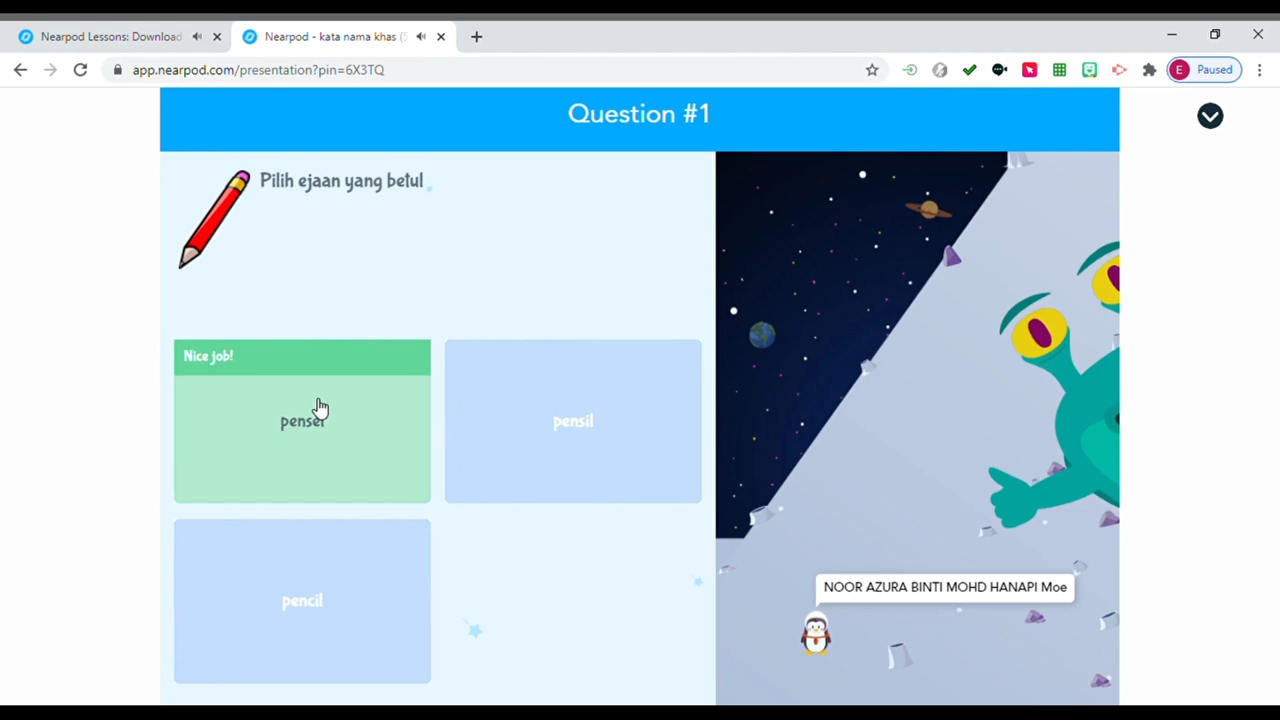 Nearpod Lessons: Download
Nearpod - kata nama khas (5
app.nearpod.com/presentation?pin=6X3TQ
E Paused
Question #1
Pilih ejaan yang betul
Nice job!
pensel
pensil
pencil
NOOR AZURA BINTI MOHD HANAPI Moe